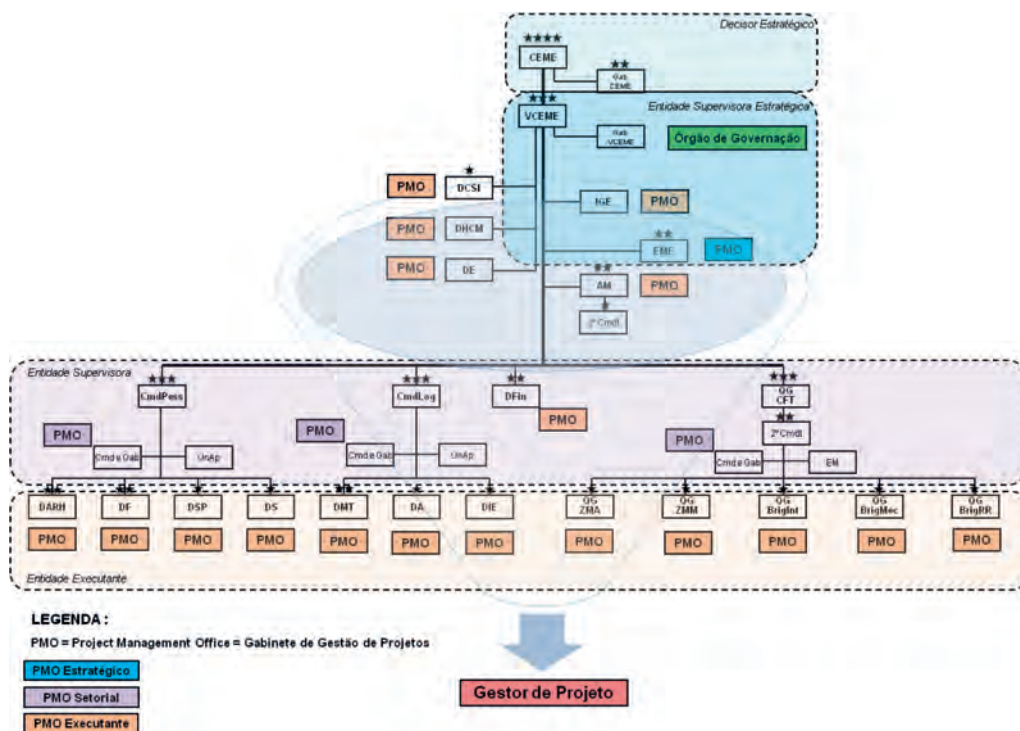 Decisor Estratégico
★★★★
CEME
★★
Gab
CEME
Entidade Supervisora Estratégica
★★★
VCEME
Gab
VCEME
Órgão de Governação
★
PMO
DCSI
IGE
PMO
PMO
DHCM
★★
EME
PMO
PMO
DE
★★
AM
PMO
★
2º Cmdt
Entidade Supervisora
★★★
CmdPess
★★★
CmdLog
★★
DFin
★★★
QG
CFT
PMO
★★
2º Cmdt
PMO
Cmd e Gab
UnAp
PMO
Cmd e Gab
UnAp
PMO
Cmd e Gab
EM
DARH
DF
DSP
DS
DMT
DA
DIE
QG
ZMA
QG
ZMM
QG
BrigInt
QG
BrigMec
QG
BrigRR
PMO
PMO
PMO
PMO
PMO
PMO
PMO
PMO
PMO
PMO
PMO
PMO
Entidade Executante
LEGENDA :
PMO = Project Management Office = Gabinete de Gestão de Projetos
PMO Estratégico
PMO Setorial
PMO Executante
Gestor de Projeto